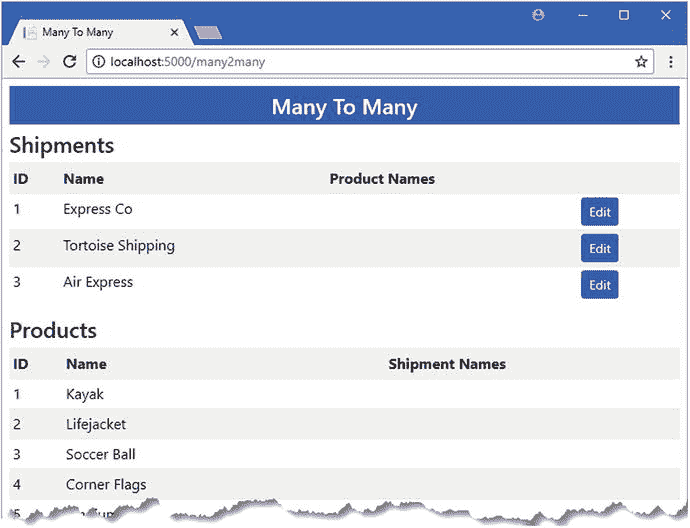 Many To Many
localhost:5000/many2many
Many To Many
Shipments
ID Name Product Names
1 Express Co Edit
2 Tortoise Shipping Edit
3 Air Express Edit
Products
ID Name Shipment Names
1 Kayak
2 Lifejacket
3 Soccer Ball
4 Corner Flags